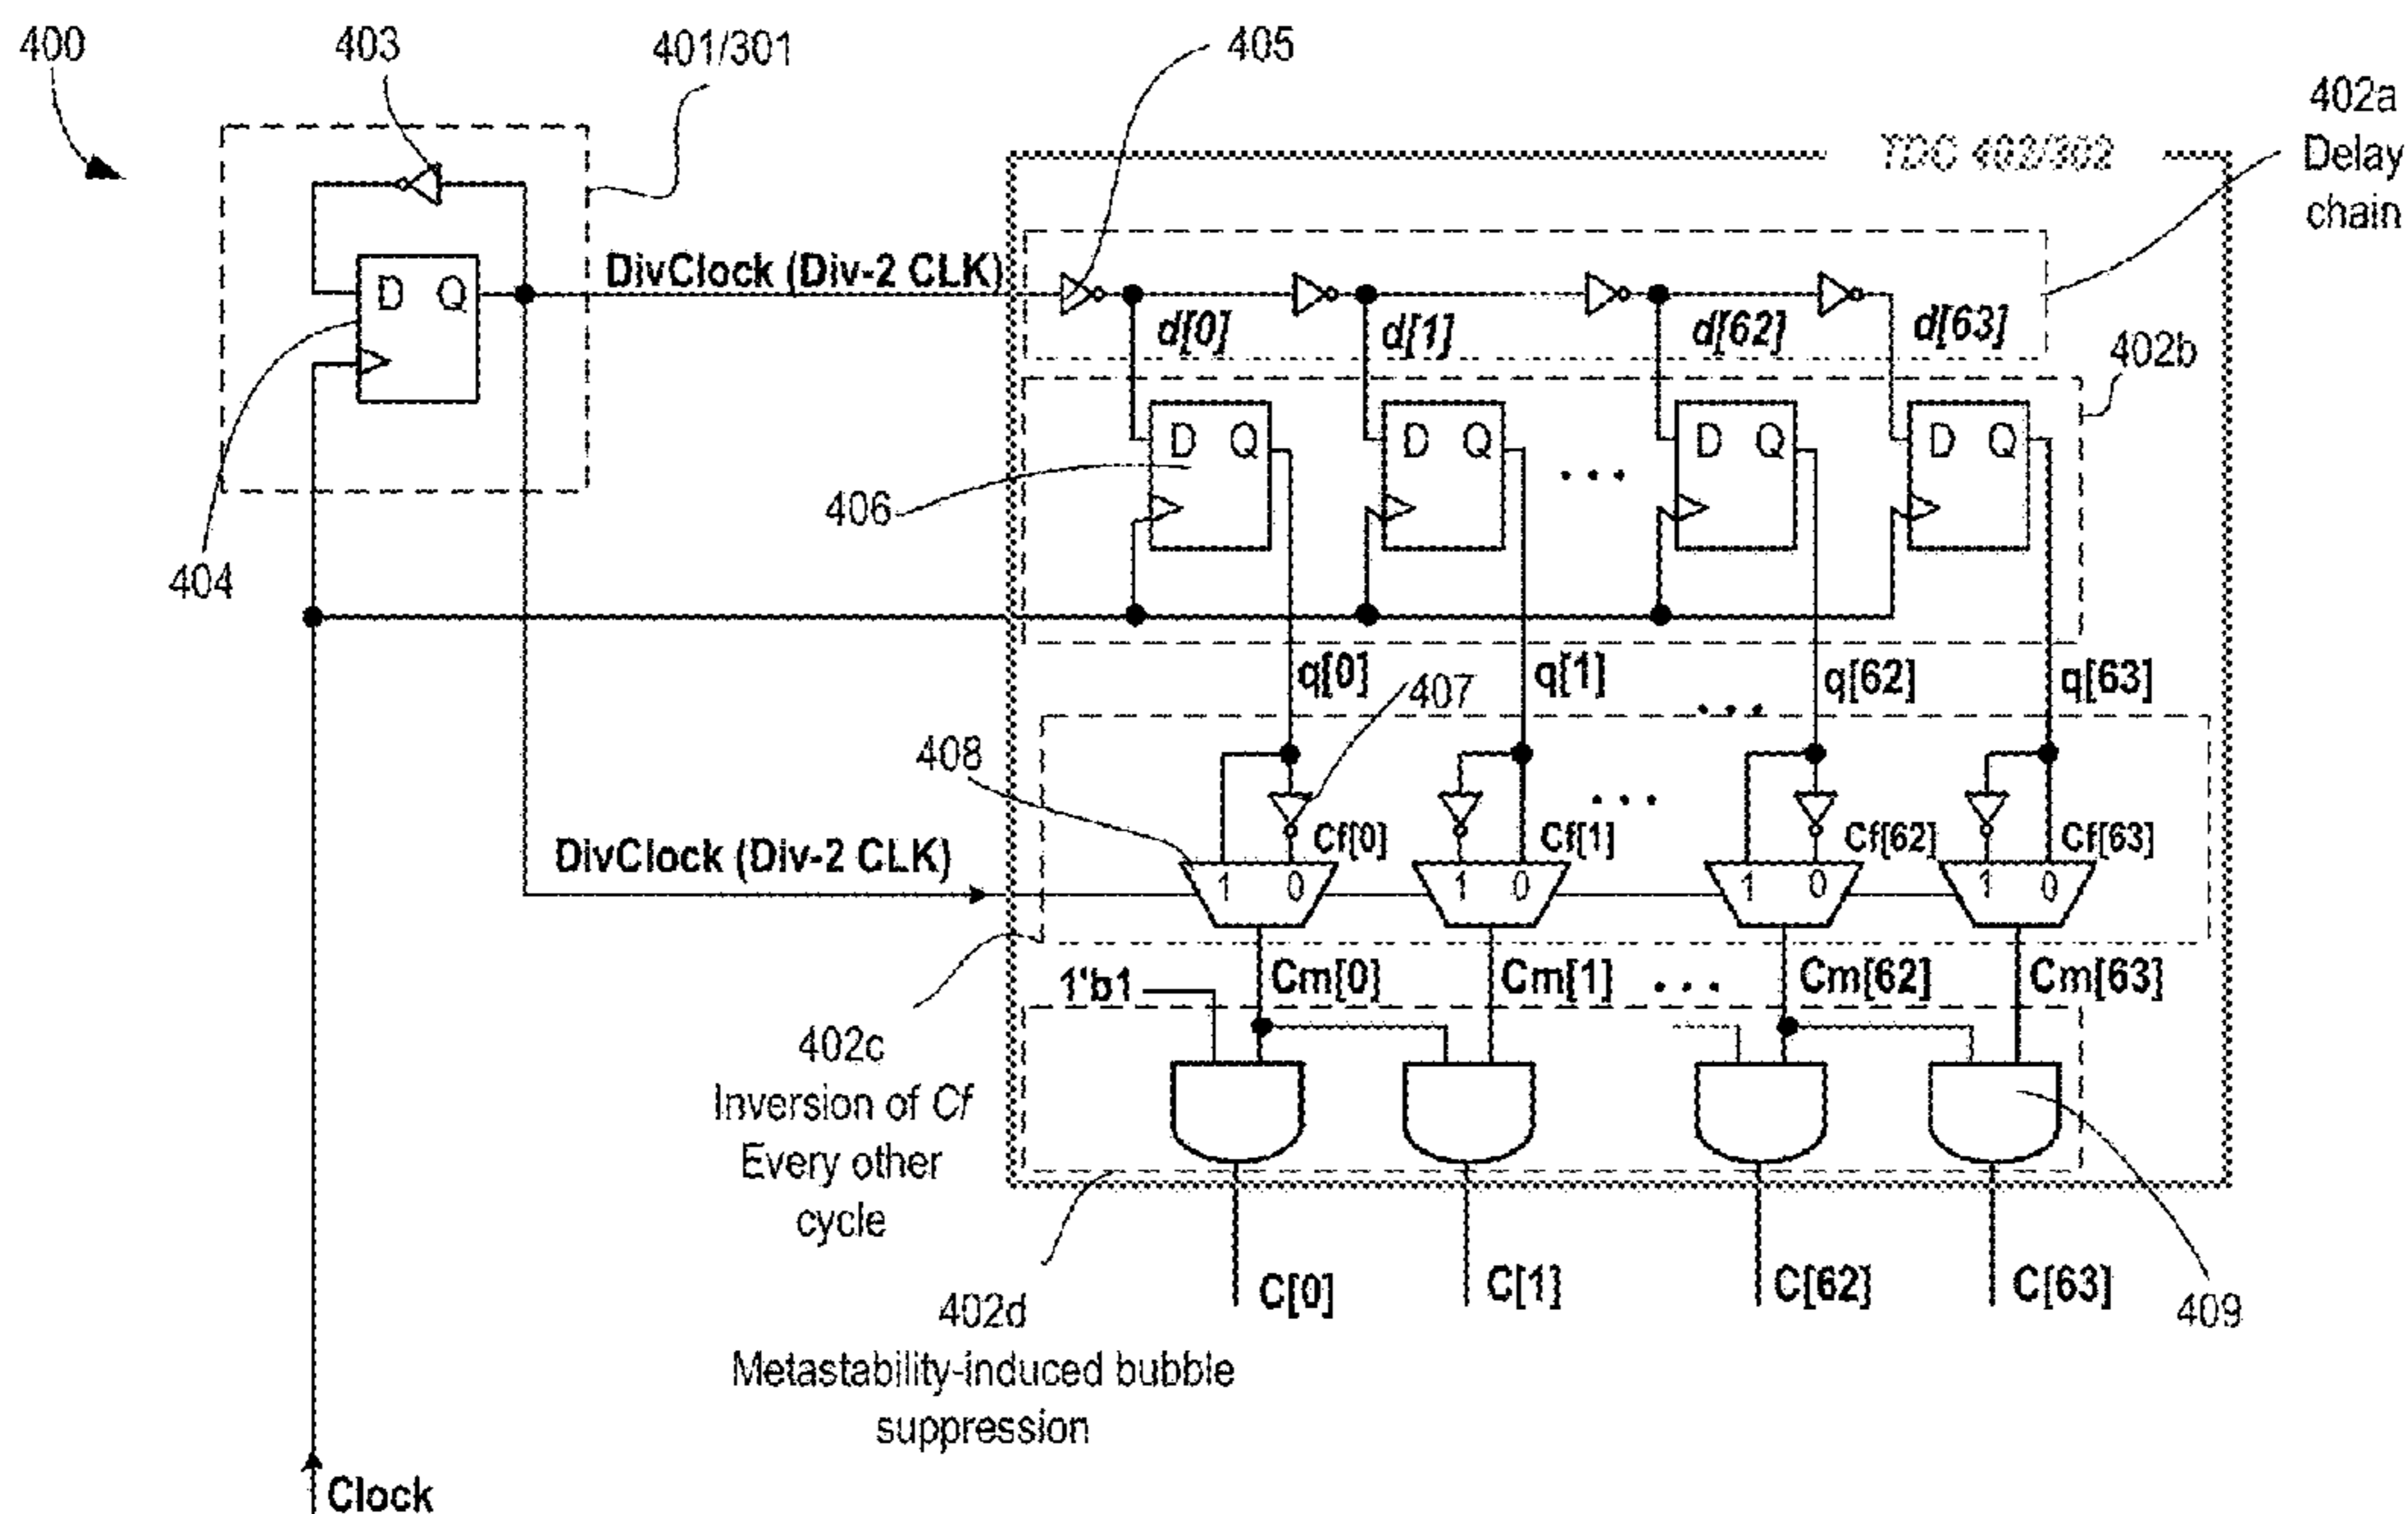 400
403
401/301
405
402a
Delay
chain
TDC 402/302
DivClock (Div-2 CLK)
D Q
d[0]
d[1]
d[62]
d[63]
402b
404
406
D Q
D Q
. . .
D Q
D Q
q[0]
q[1]
. . .
q[62]
q[63]
407
408
Cf[0]
Cf[1]
. . .
Cf[62]
Cf[63]
DivClock (Div-2 CLK)
1 0
1 0
1 0
1 0
1'b1
Cm[0]
Cm[1]
. . .
Cm[62]
Cm[63]
402c
Inversion of Cf
Every other
cycle
C[0]
C[1]
C[62]
C[63]
409
402d
Metastability-induced bubble
suppression
Clock